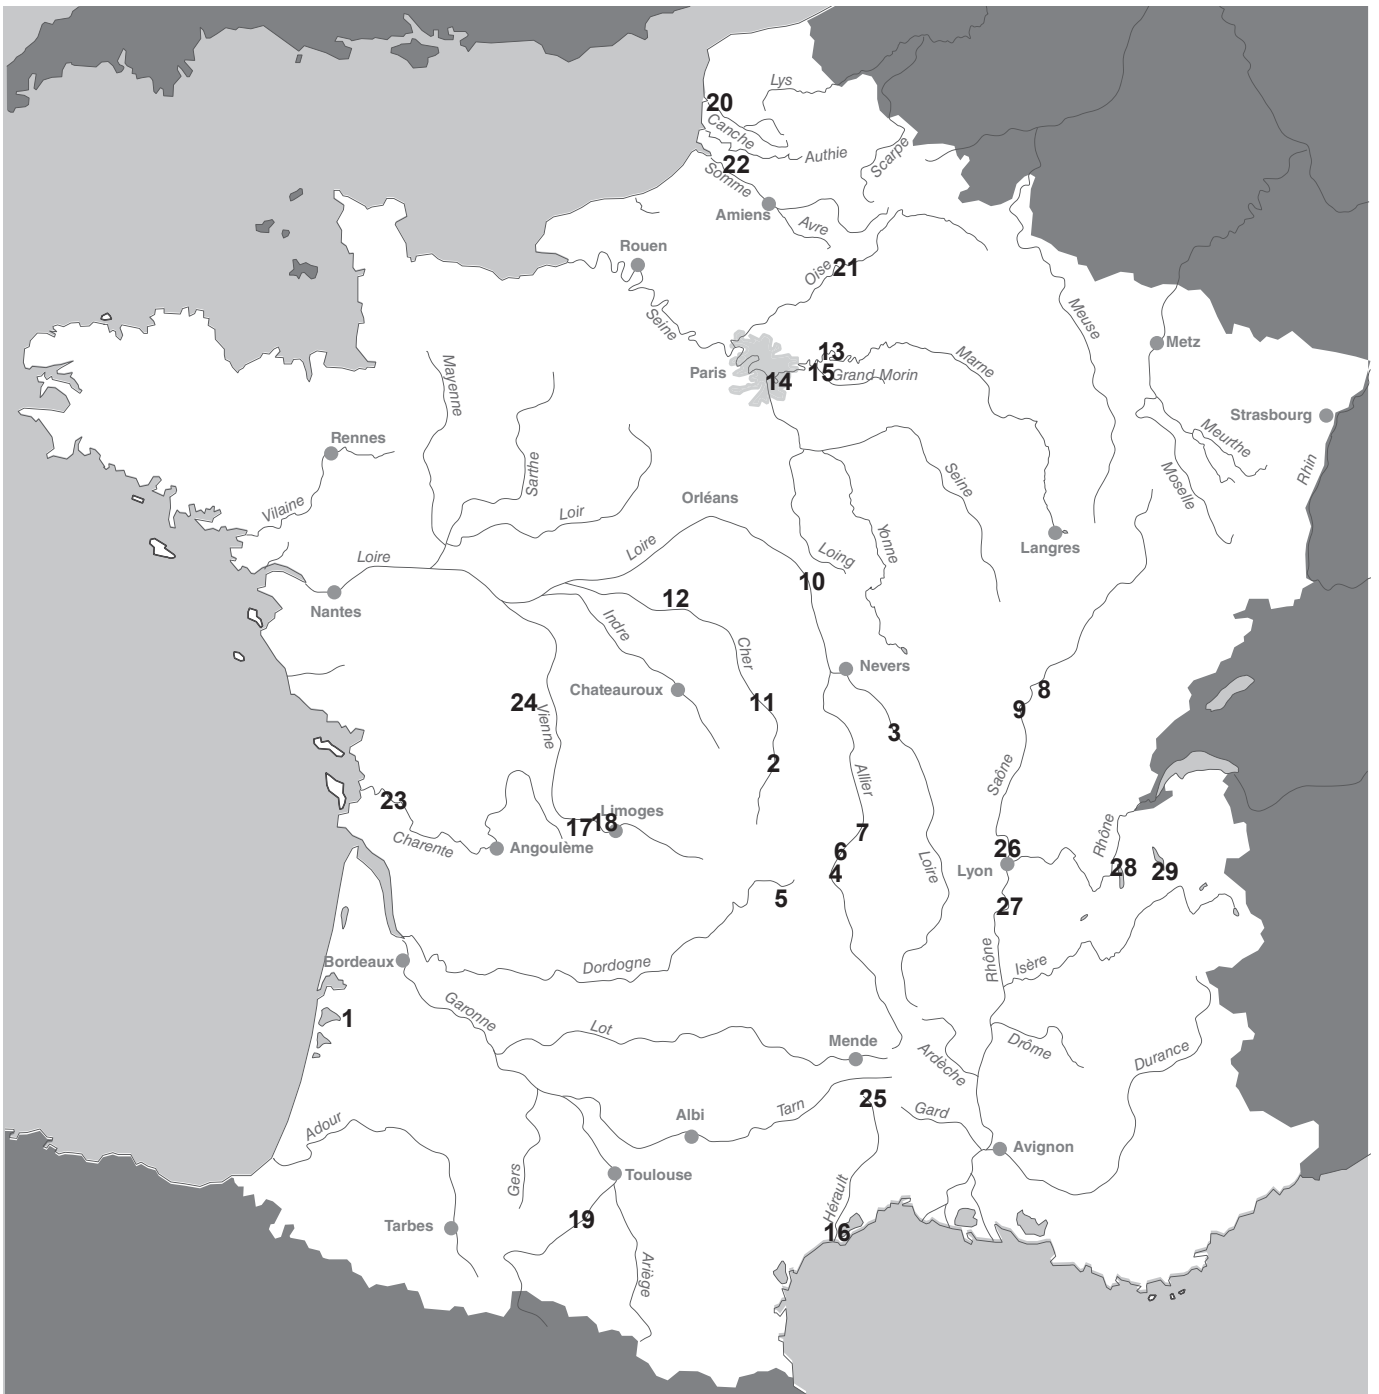 Lys
20
Canche
Authie
Scarpe
22
Somme
Amiens
Avre
Rouen
Oise
21
Seine
Meuse
Paris
13
14
15
Grand Morin
Marne
Metz
Mayenne
Strasbourg
Rennes
Sarthe
Meurthe
Moselle
Rhin
Seine
Orléans
Vilaine
Loir
Loire
Loire
Loing
Yonne
Langres
Nantes
10
12
Indre
Cher
Nevers
Chateauroux
24
Vienne
11
8
9
3
2
Saône
Allier
23
Limoges
17
18
Charente
Angoulême
7
6
4
5
Loire
26
Lyon
Rhône
28
29
27
Bordeaux
Dordogne
Rhône
Isère
1
Garonne
Lot
Mende
Ardèche
Drôme
Durance
25
Gard
Adour
Albi
Tarn
Avignon
Gers
Toulouse
Hérault
16
Tarbes
19
Ariège